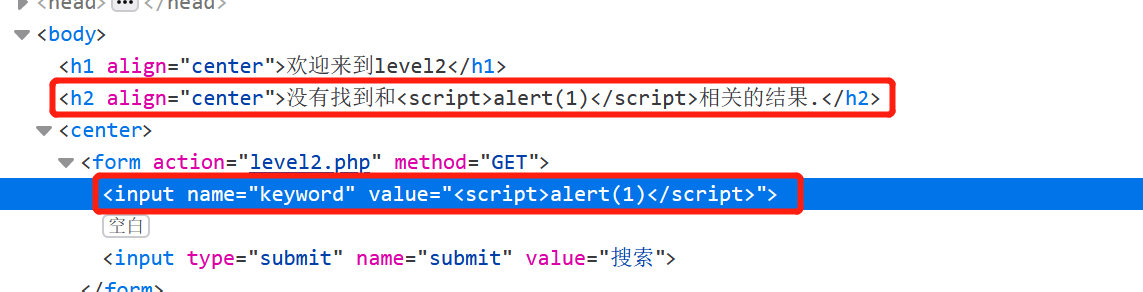 <head> ••• </head>
<body>
<h1 align="center">欢迎来到level2</h1>
<h2 align="center">没有找到和<script>alert(1)</script>相关的结果.</h2>
<center>
<form action="level2.php" method="GET">
<input name="keyword" value="<script>alert(1)</script>">
空白
<input type="submit" name="submit" value="搜索">
</form>